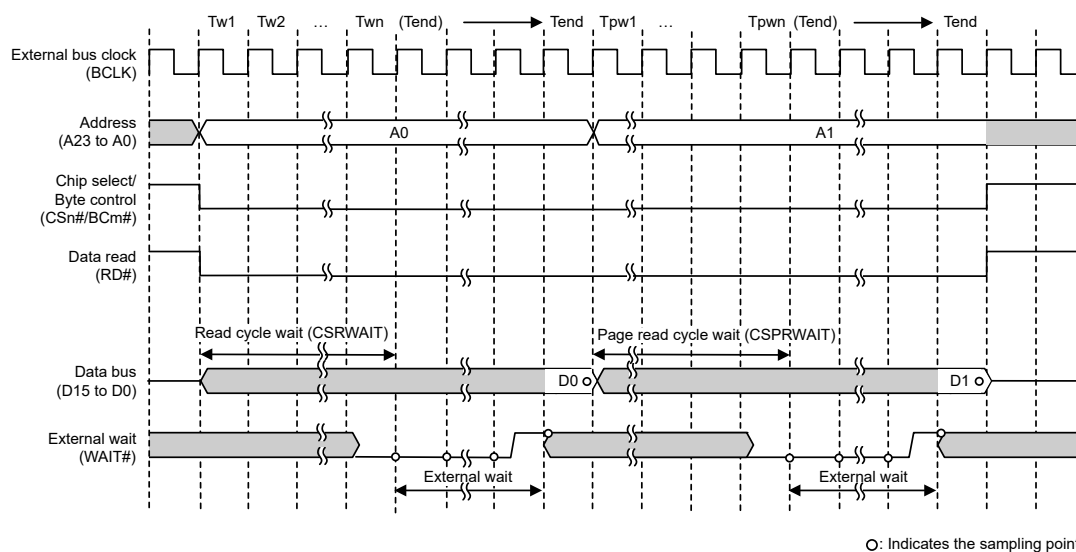 Tw1 Tw2 ... Twn (Tend) Tend Tpw1 ... Tpwn (Tend) Tend
External bus clock
(BCLK)
Address
(A23 to A0)
A0 A1
Chip select/
Byte control
(CSn#/BCm#)
Data read
(RD#)
Read cycle wait (CSRWAIT) Page read cycle wait (CSPRWAIT)
Data bus
(D15 to D0)
D0 D1
External wait
(WAIT#)
External wait External wait
: Indicates the sampling point